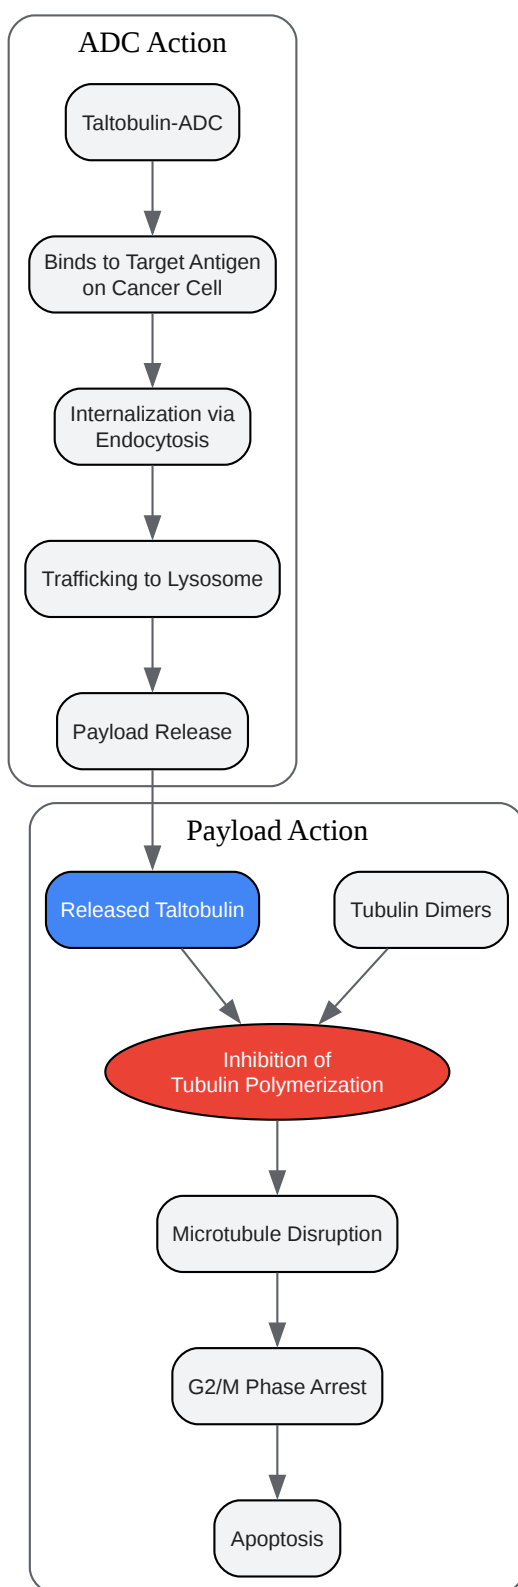 ADC Action
Taltobulin-ADC
Binds to Target Antigen
on Cancer Cell
Internalization via
Endocytosis
Trafficking to Lysosome
Payload Release
Payload Action
Released Taltobulin
Tubulin Dimers
Inhibition of
Tubulin Polymerization
Microtubule Disruption
G2/M Phase Arrest
Apoptosis